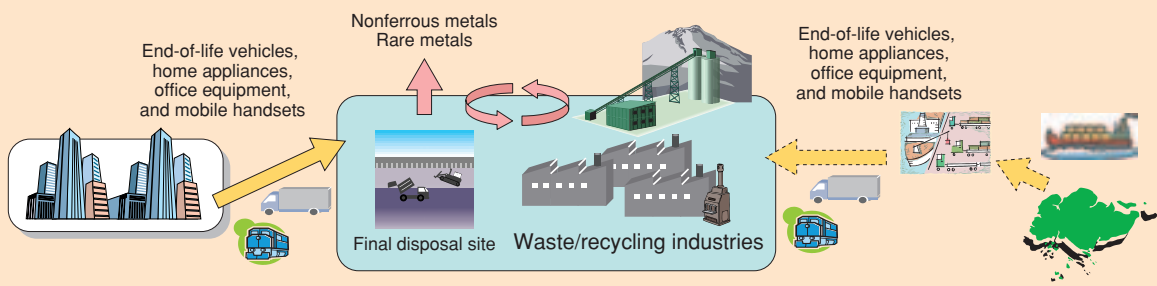 Nonferrous metals
Rare metals
End-of-life vehicles,
home appliances,
office equipment,
and mobile handsets
End-of-life vehicles,
home appliances,
office equipment,
and mobile handsets
Final disposal site
Waste/recycling industries